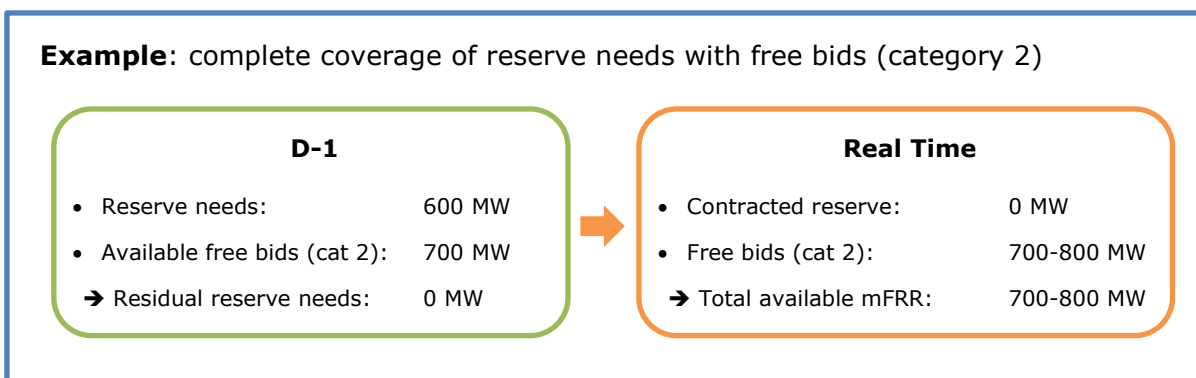 Example: complete coverage of reserve needs with free bids (category 2)
D-1
• Reserve needs: 600 MW
• Available free bids (cat 2): 700 MW
➔ Residual reserve needs: 0 MW
Real Time
• Contracted reserve: 0 MW
• Free bids (cat 2): 700-800 MW
➔ Total available mFRR: 700-800 MW